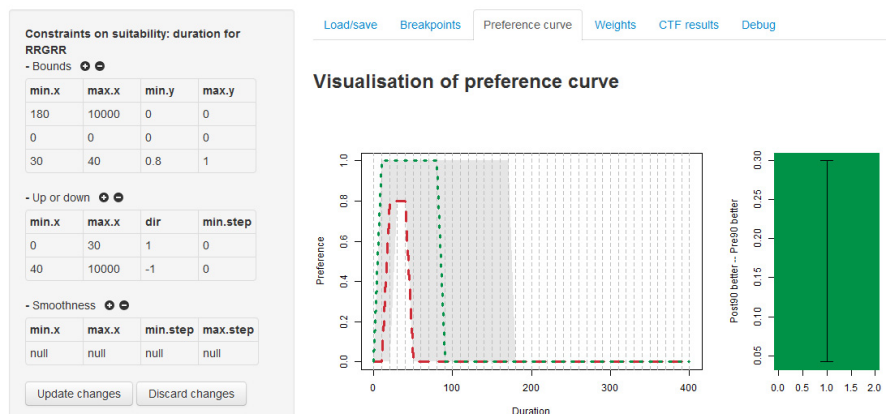 Constraints on suitability: duration for
RRGRR
- Bounds
min.x max.x min.y max.y
180 10000 0 0
0 0 0 0
30 40 0.8 1
- Up or down
min.x max.x dir min.step
0 30 1 0
40 10000 -1 0
- Smoothness
min.x max.x min.step max.step
null null null null
Update changes Discard changes
Load/save Breakpoints Preference curve Weights CTF results Debug
Visualisation of preference curve
Preference
1.0
0.8
0.6
0.4
0.2
0.0
0 100 200 300 400
Duration
Post90 better -- Pre90 better
0.30
0.25
0.20
0.15
0.10
0.05
0.0 0.5 1.0 1.5 2.0